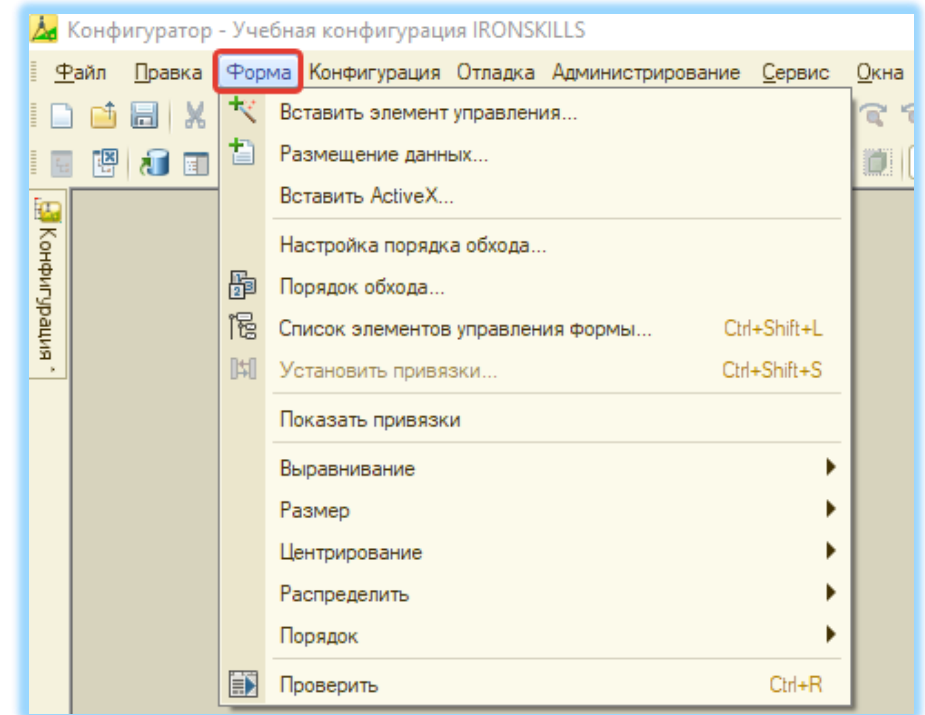 Конфигуратор - Учебная конфигурация IRONSKILLS
Файл Правка Форма Конфигурация Отладка Администрирование Сервис Окна
Вставить элемент управления...
Размещение данных...
Вставить ActiveX...
Настройка порядка обхода...
Порядок обхода...
Список элементов управления формы... Ctrl+Shift+L
Установить привязки... Ctrl+Shift+S
Показать привязки
Выравнивание
Размер
Центрирование
Распределить
Порядок
Проверить Ctrl+R
Конфигурация *